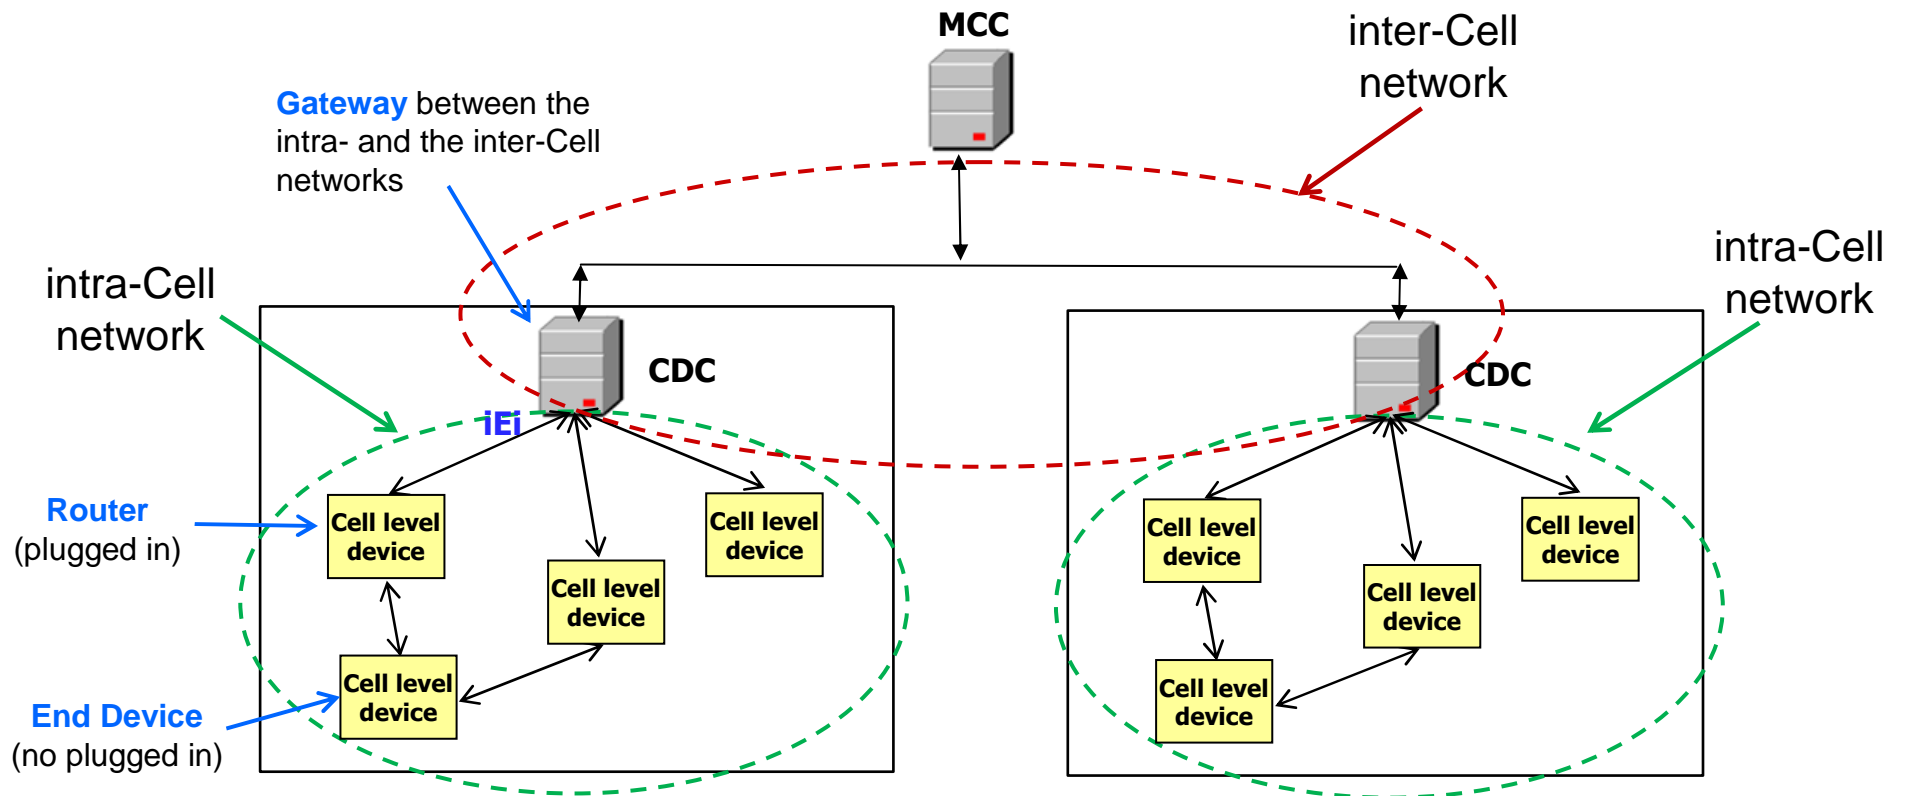 MCC
inter-Cell
network
Gateway between the
intra- and the inter-Cell
networks
intra-Cell
network
intra-Cell
network
CDC
CDC
iEi
Router
(plugged in)
Cell level
device
Cell level
device
Cell level
device
Cell level
device
End Device
(no plugged in)
Cell level
device
Cell level
device
Cell level
device
Cell level
device